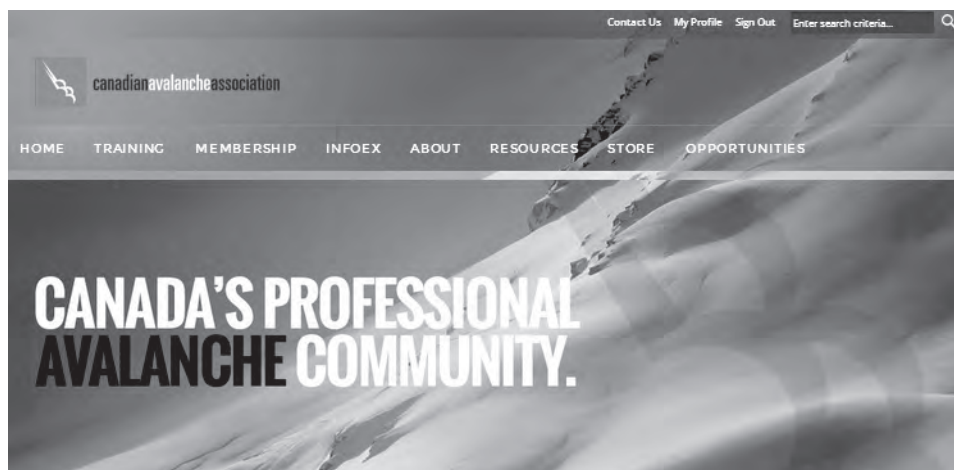 Contact Us My Profile Sign Out Enter search criteria...
canadianavalancheassociation
HOME TRAINING MEMBERSHIP INFOEX ABOUT RESOURCES STORE OPPORTUNITIES
CANADA'S PROFESSIONAL
AVALANCHE COMMUNITY.